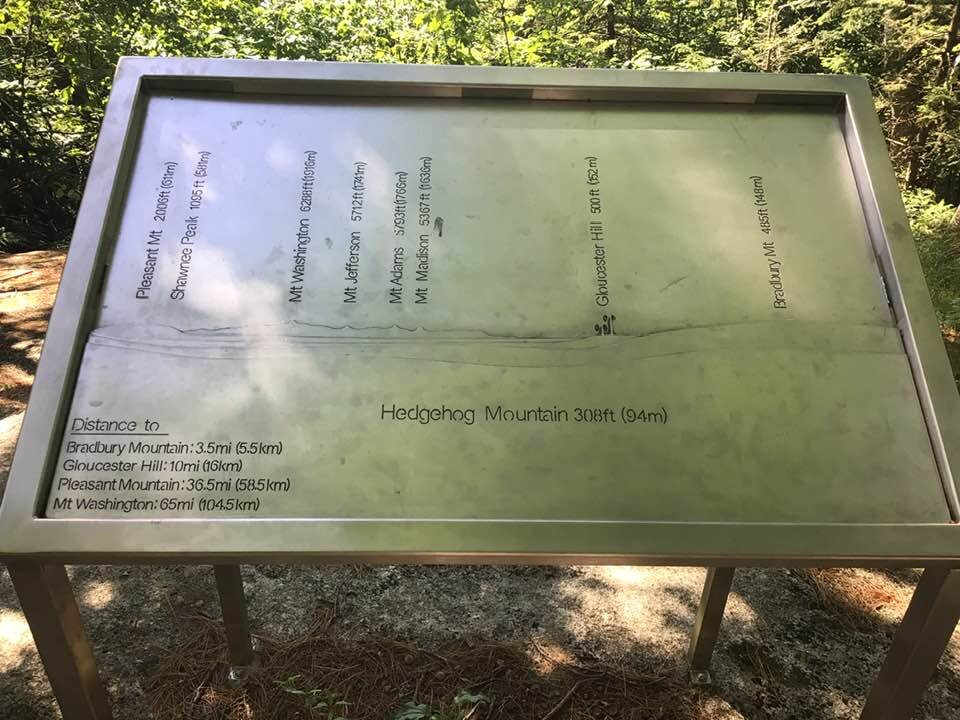 Pleasant Mt 2006ft (611m)
Shawnee Peak 1095 ft (581m)
Mt Washington 6288ft (1916m)
Mt Jefferson 5712ft (1741m)
Mt Adams 5793ft (1766m)
Mt Madison 5367ft (1636m)
Gloucester Hill 500ft (152m)
Bradbury Mt 485ft (148m)
Hedgehog Mountain 308ft (94m)
Distance to
Bradbury Mountain: 3.5mi (5.5km)
Gloucester Hill: 10mi (16km)
Pleasant Mountain: 36.5mi (58.5km)
Mt Washington: 65mi (104.5km)